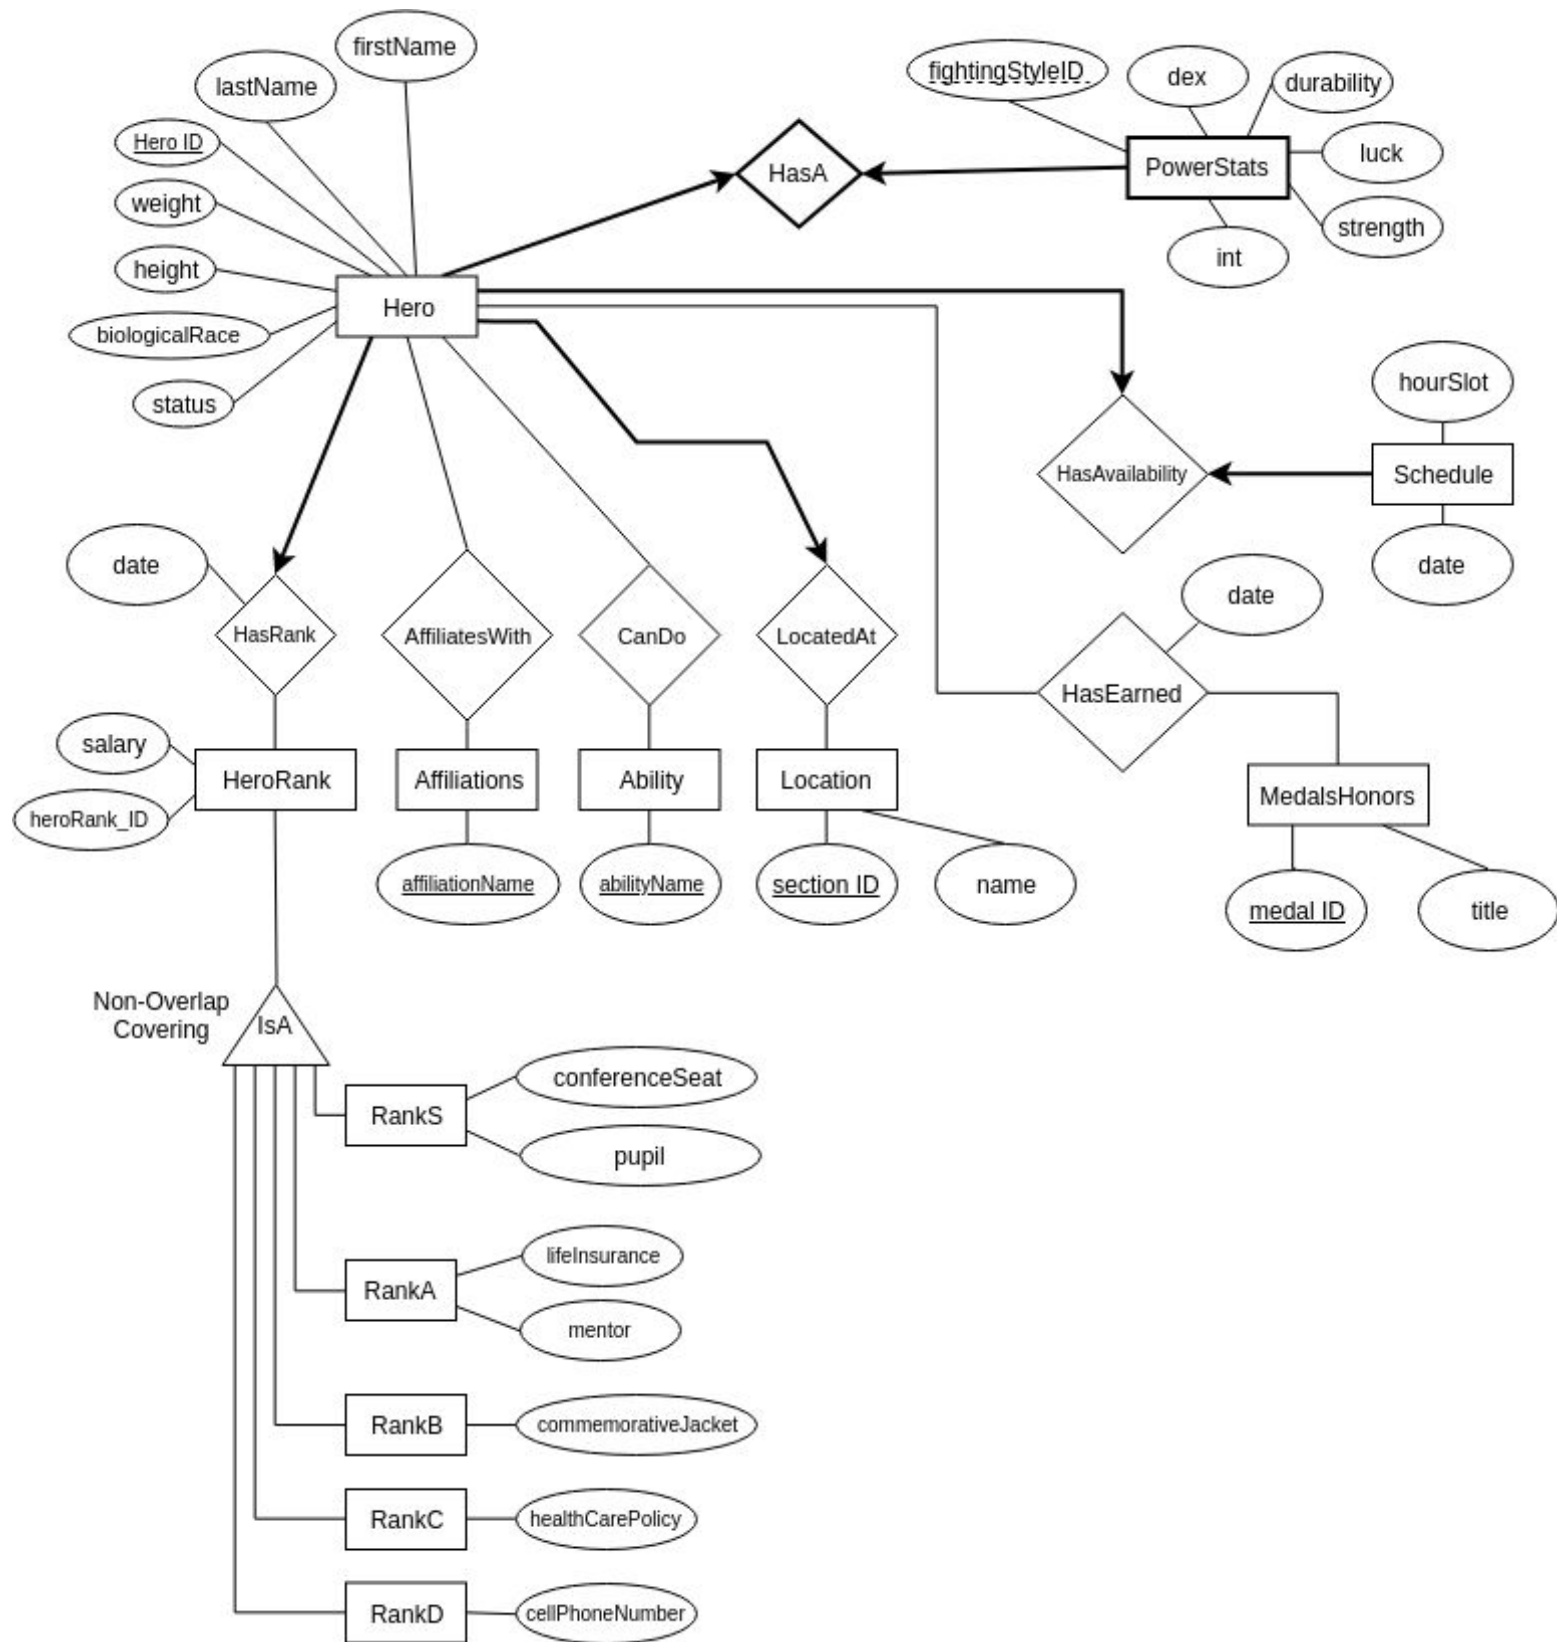 firstName
lastName
Hero ID
weight
height
biologicalRace
status
Hero
HasA
fightingStyleID
dex
durability
luck
strength
int
PowerStats
hourSlot
Schedule
date
HasAvailability
date
HasRank
AffiliatesWith
CanDo
LocatedAt
date
HasEarned
salary
heroRank_ID
HeroRank
Affiliations
Ability
Location
MedalsHonors
affiliationName
abilityName
section ID
name
medal ID
title
Non-Overlap
Covering
IsA
RankS
conferenceSeat
pupil
RankA
lifeInsurance
mentor
RankB
commemorativeJacket
RankC
healthCarePolicy
RankD
cellPhoneNumber